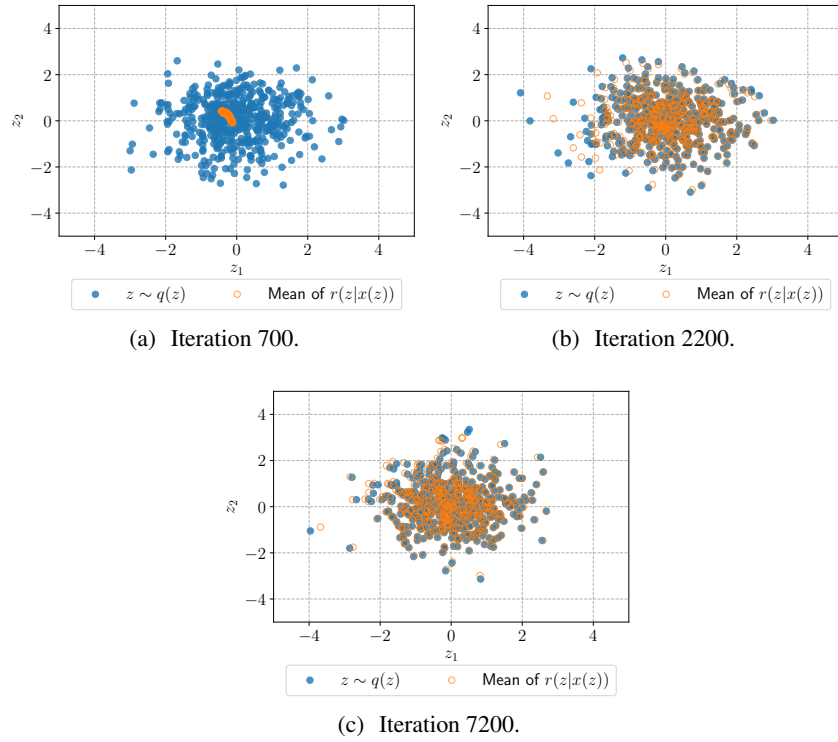 4
2
0
−2
−4
z₂
−4 −2 0 2 4
z₁
z ∼ q(z) Mean of r(z|x(z))
(a) Iteration 700.
4
2
0
−2
−4
z₂
−4 −2 0 2 4
z₁
z ∼ q(z) Mean of r(z|x(z))
(b) Iteration 2200.
4
2
0
−2
−4
z₂
−4 −2 0 2 4
z₁
z ∼ q(z) Mean of r(z|x(z))
(c) Iteration 7200.